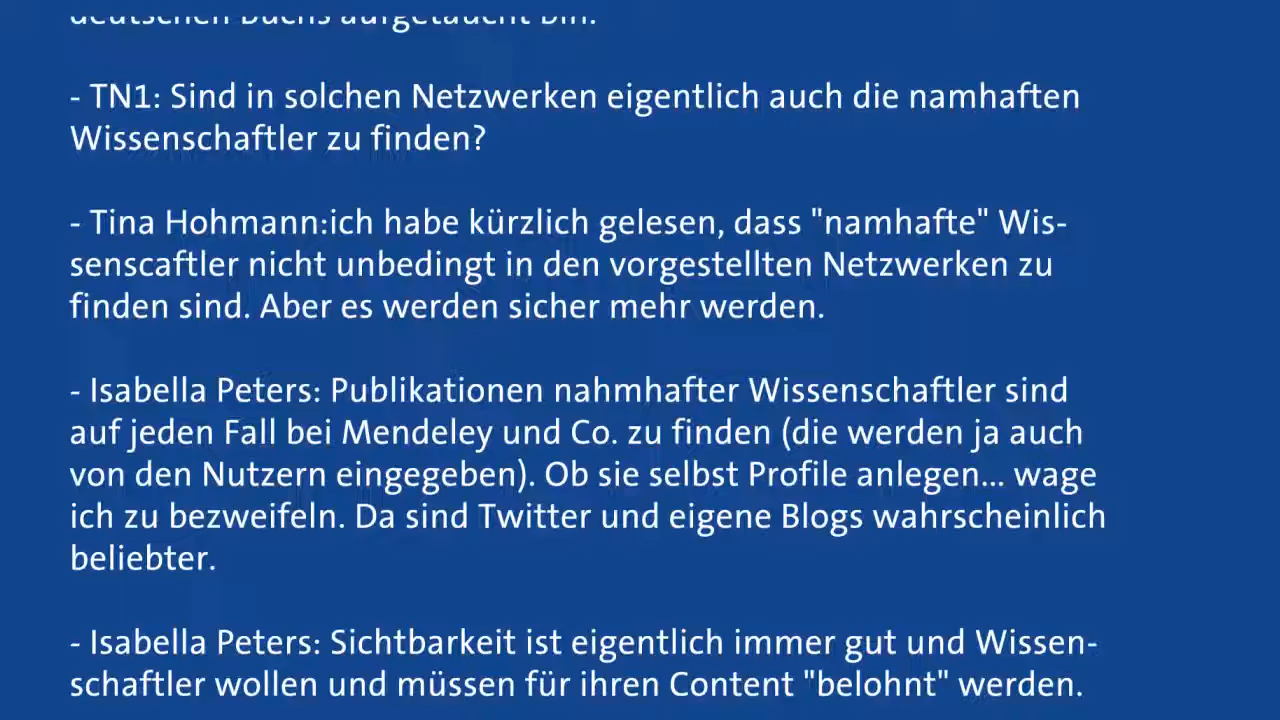 deutschen Buchs aufgetaucht bin.
- TN1: Sind in solchen Netzwerken eigentlich auch die namhaften
Wissenschaftler zu finden?
- Tina Hohmann:ich habe kürzlich gelesen, dass "namhafte" Wis-
senscaftler nicht unbedingt in den vorgestellten Netzwerken zu
finden sind. Aber es werden sicher mehr werden.
- Isabella Peters: Publikationen nahmhafter Wissenschaftler sind
auf jeden Fall bei Mendeley und Co. zu finden (die werden ja auch
von den Nutzern eingegeben). Ob sie selbst Profile anlegen... wage
ich zu bezweifeln. Da sind Twitter und eigene Blogs wahrscheinlich
beliebter.
- Isabella Peters: Sichtbarkeit ist eigentlich immer gut und Wissen-
schaftler wollen und müssen für ihren Content "belohnt" werden.